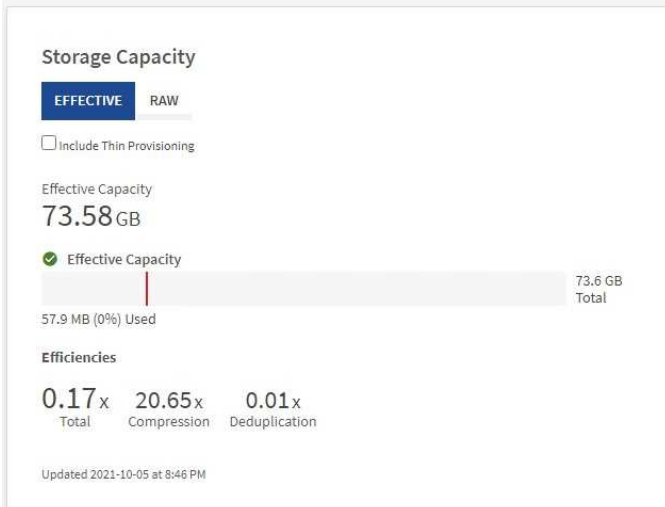 Storage Capacity
EFFECTIVE RAW
Include Thin Provisioning
Effective Capacity
73.58 GB
Effective Capacity
73.6 GB
Total
57.9 MB (0%) Used
Efficiencies
0.17 x 20.65 x 0.01 x
Total Compression Deduplication
Updated 2021-10-05 at 8:46 PM